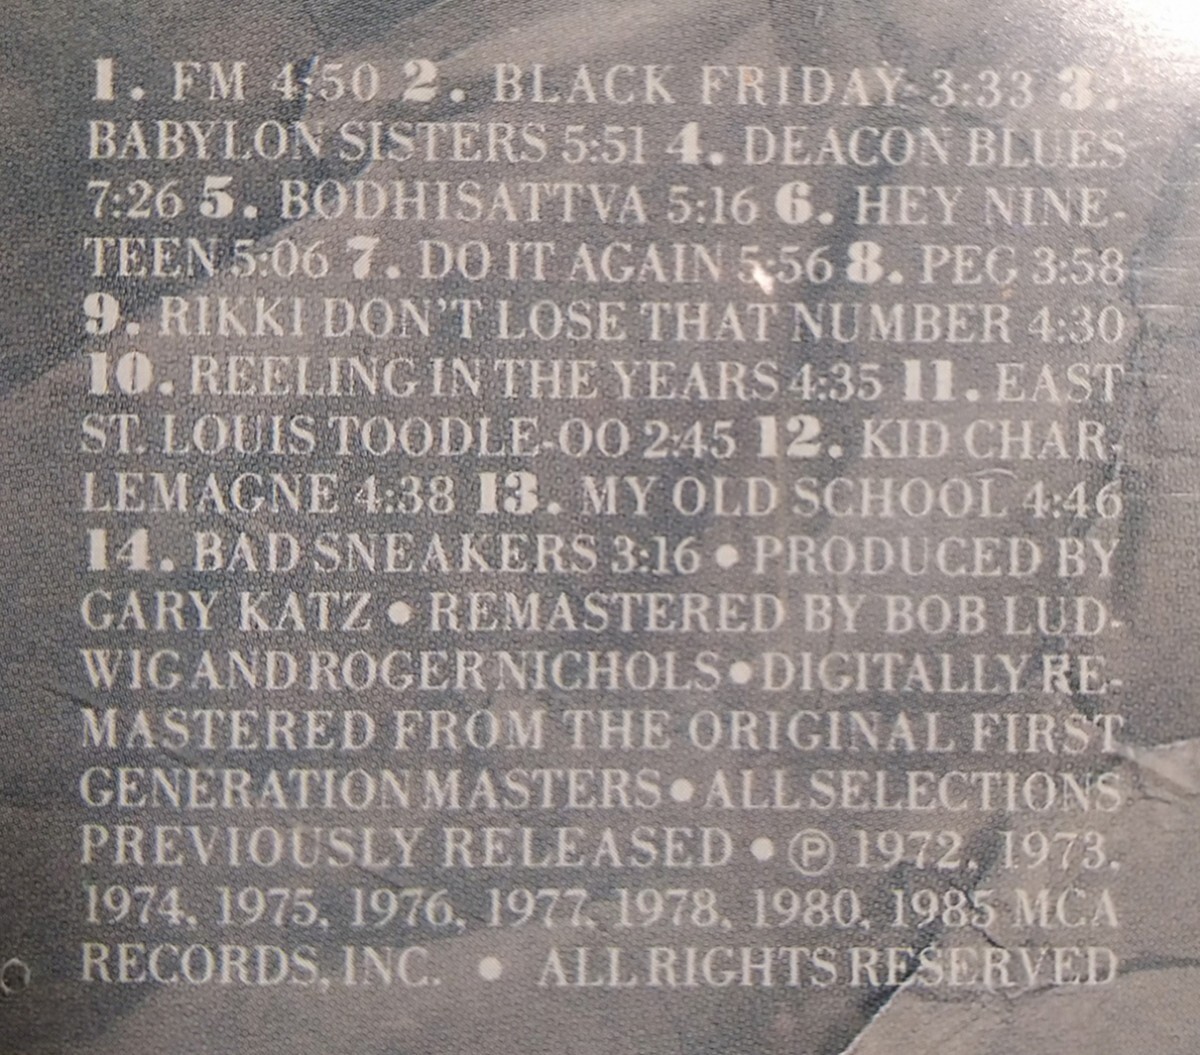 1. FM 4:50 2. BLACK FRIDAY 3:33 3.
BABYLON SISTERS 5:51 4. DEACON BLUES
7:26 5. BODHISATTVA 5:16 6. HEY NINE-
TEEN 5:06 7. DO IT AGAIN 5:56 8. PEG 3:58
9. RIKKI DON'T LOSE THAT NUMBER 4:30
10. REELING IN THE YEARS 4:35 11. EAST
ST. LOUIS TOODLE-OO 2:45 12. KID CHAR-
LEMAGNE 4:38 13. MY OLD SCHOOL 4:46
14. BAD SNEAKERS 3:16 • PRODUCED BY
GARY KATZ • REMASTERED BY BOB LUD-
WIG AND ROGER NICHOLS • DIGITALLY RE-
MASTERED FROM THE ORIGINAL FIRST
GENERATION MASTERS • ALL SELECTIONS
PREVIOUSLY RELEASED • ℗ 1972, 1973,
1974, 1975, 1976, 1977, 1978, 1980, 1985 MCA
RECORDS, INC. • ALL RIGHTS RESERVED